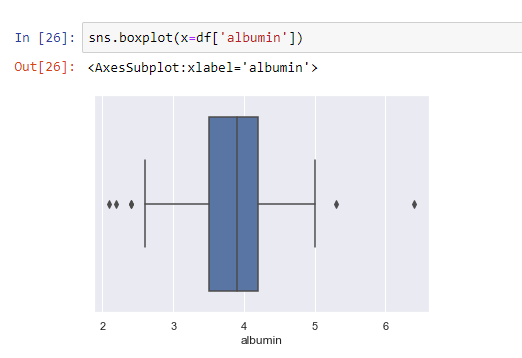 In [26]: sns.boxplot(x=df['albumin'])
Out[26]: <AxesSubplot:xlabel='albumin'>
2 3 4 5 6
albumin